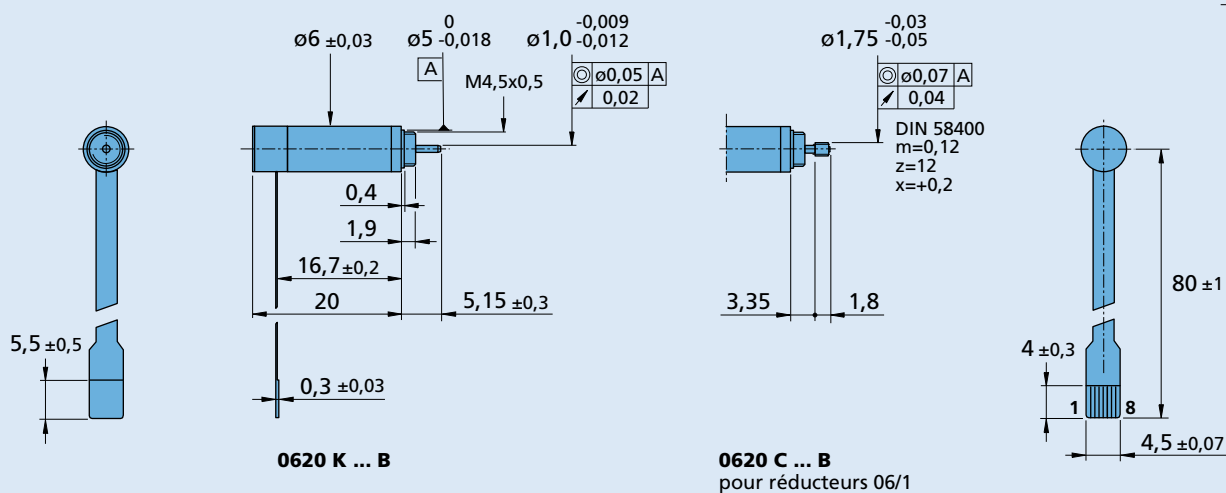 0
-0,009
-0,03
ø6 ±0,03
ø5 -0,018
ø1,0 -0,012
ø1,75 -0,05
A
M4,5x0,5
◎ ø0,05 A
↗ 0,02
◎ ø0,07 A
↗ 0,04
DIN 58400
m=0,12
z=12
x=+0,2
0,4
1,9
16,7 ±0,2
20
5,15 ±0,3
3,35
1,8
80 ±1
5,5 ±0,5
0,3 ±0,03
4 ±0,3
1
8
4,5 ±0,07
0620 K ... B
0620 C ... B
pour réducteurs 06/1